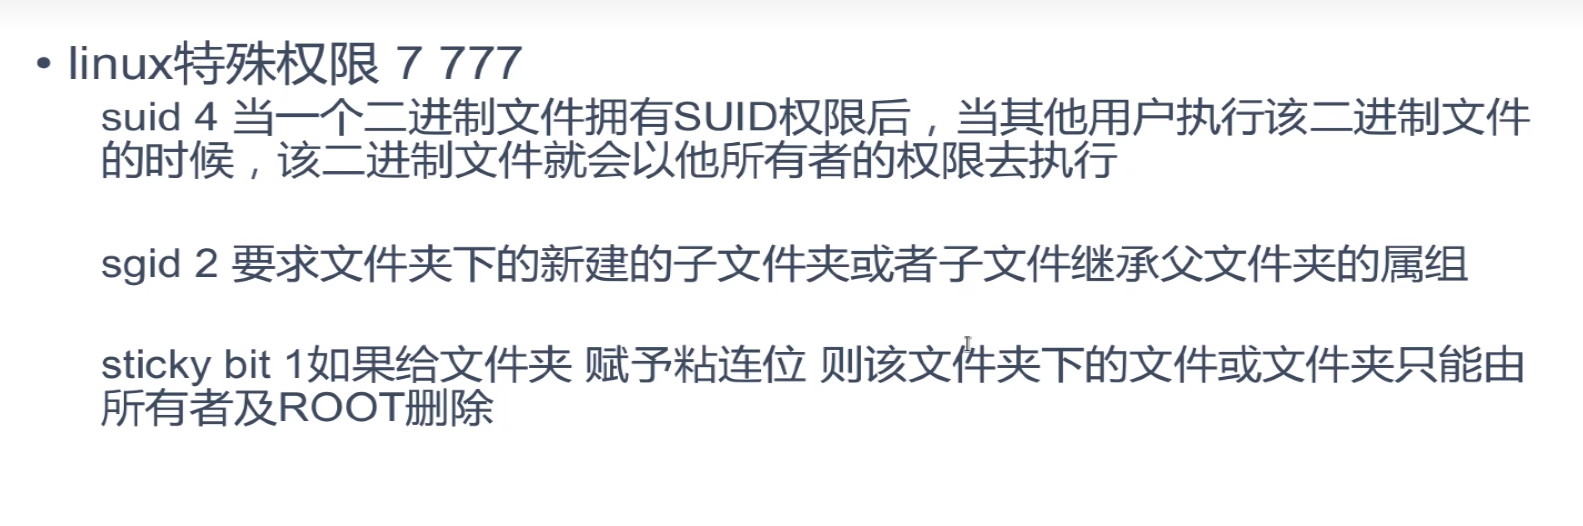 • linux特殊权限 7 777
suid 4 当一个二进制文件拥有SUID权限后，当其他用户执行该二进制文件
的时候，该二进制文件就会以他所有者的权限去执行
sgid 2 要求文件夹下的新建的子文件夹或者子文件继承父文件夹的属组
sticky bit 1如果给文件夹 赋予粘连位 则该文件夹下的文件或文件夹只能由
所有者及ROOT删除